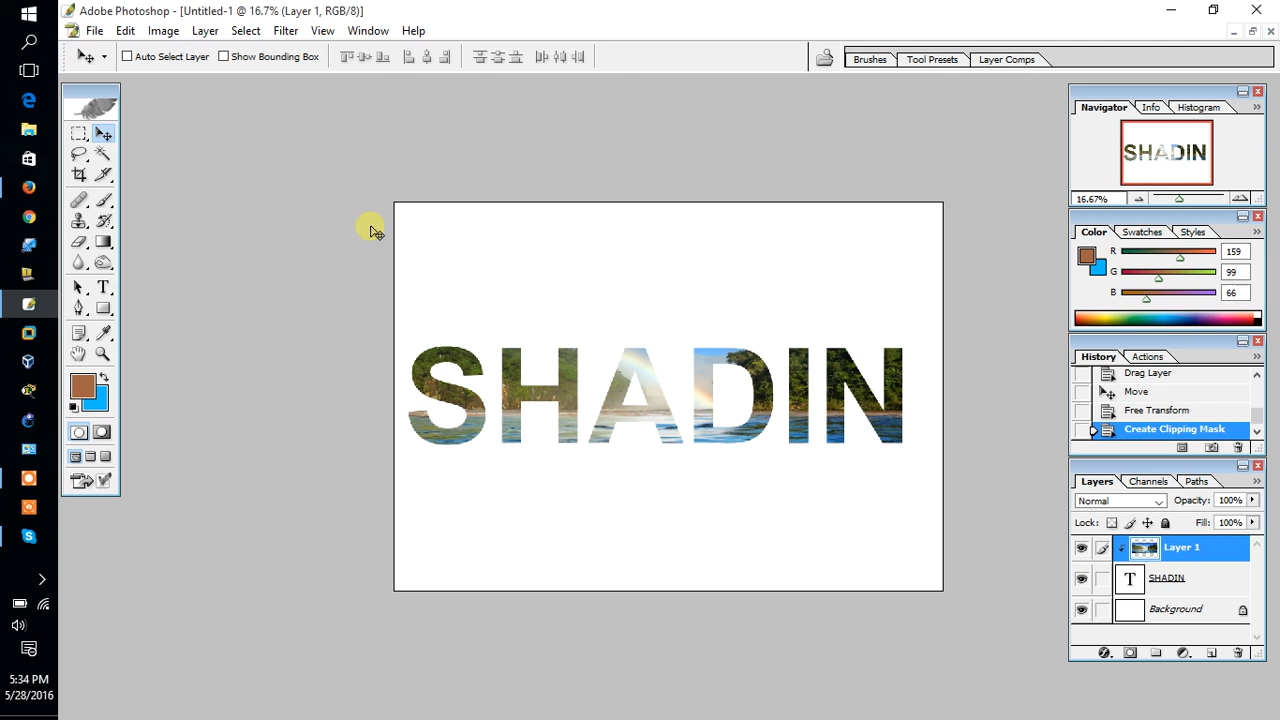 Adobe Photoshop - [Untitled-1 @ 16.7% (Layer 1, RGB/8)]
File Edit Image Layer Select Filter View Window Help
Auto Select Layer Show Bounding Box
Brushes Tool Presets Layer Comps
Navigator Info Histogram
SHADIN
16.67%
Color Swatches Styles
R 159
G 99
B 66
History Actions
Drag Layer
Move
Free Transform
Create Clipping Mask
SHADIN
Layers Channels Paths
Normal Opacity: 100%
Lock: Fill: 100%
Layer 1
T SHADIN
Background
5:34 PM
5/28/2016